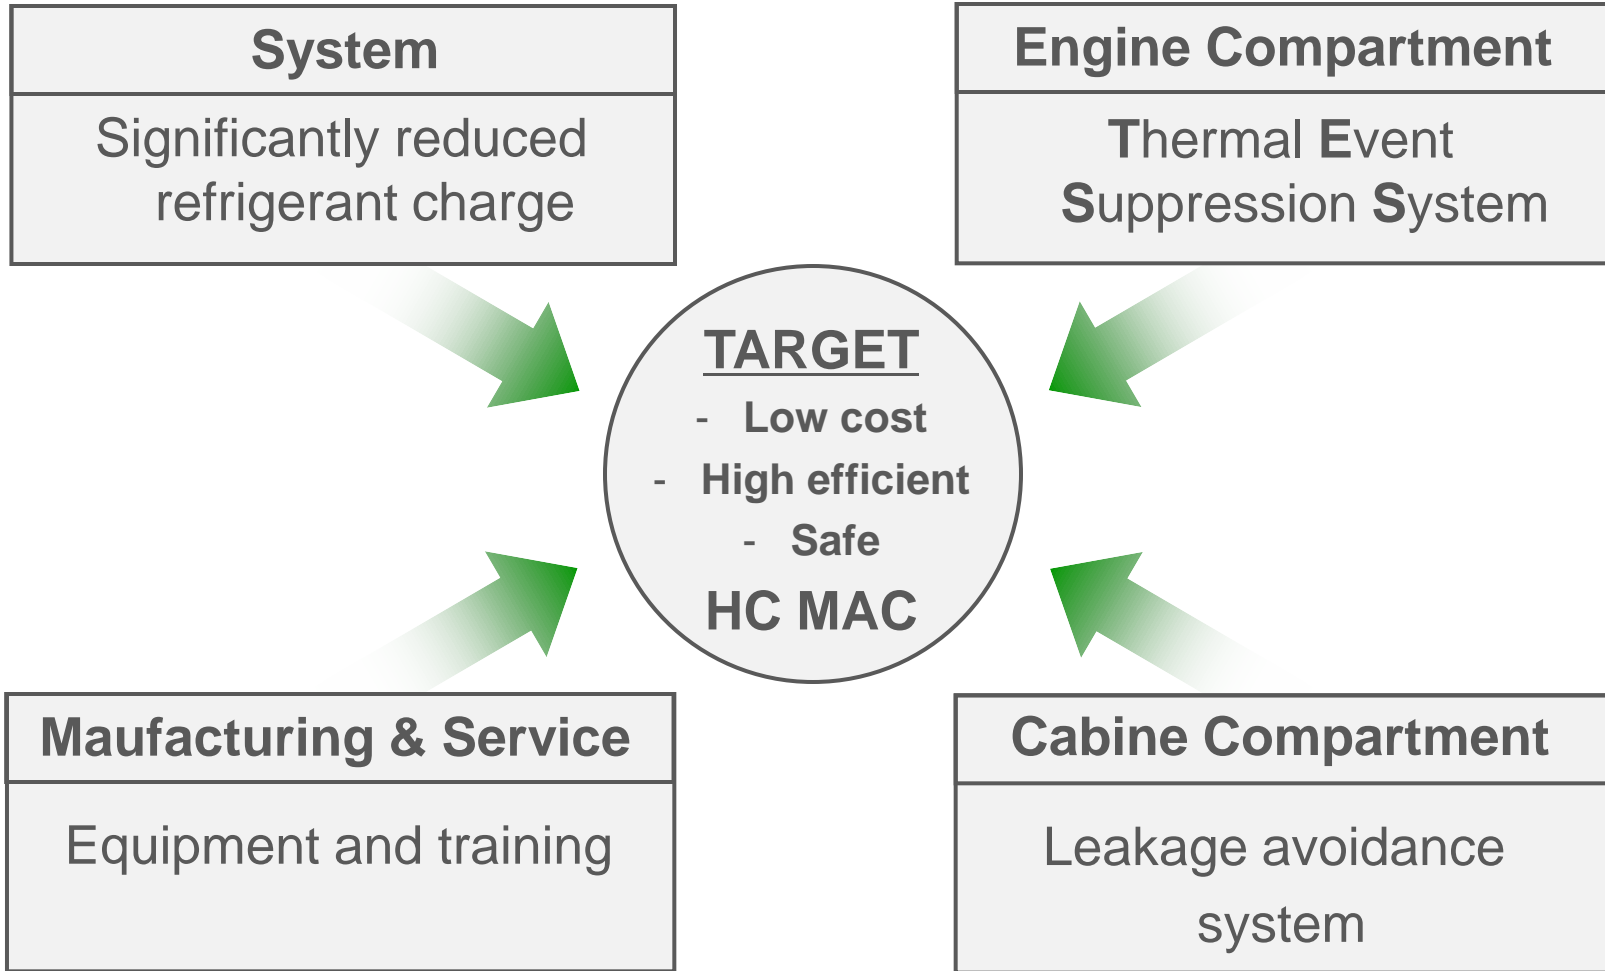 System
Significantly reduced
refrigerant charge
Engine Compartment
Thermal Event
Suppression System
TARGET
- Low cost
- High efficient
- Safe
HC MAC
Maufacturing & Service
Equipment and training
Cabine Compartment
Leakage avoidance
system